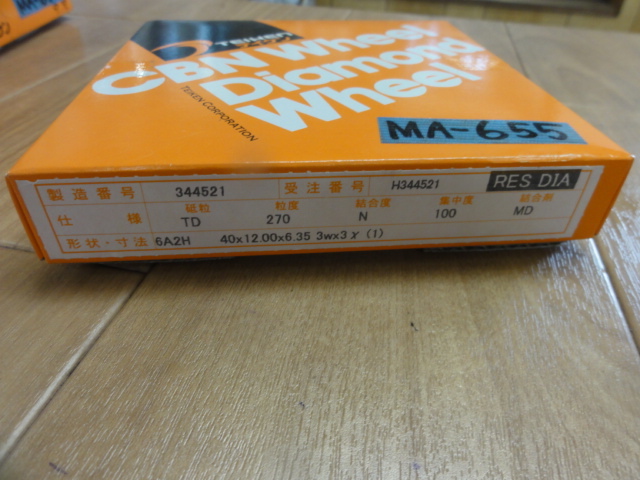 TEIKEN
CBN Wheel
Diamond
Wheel
TEIKEN CORPORATION
MA-655
製造番号 344521 受注番号 H344521 RES DIA
仕様 砥粒 粒度 結合度 集中度 結合剤
TD 270 N 100 MD
形状・寸法 6A2H 40x12.00x6.35 3wx3χ (1)